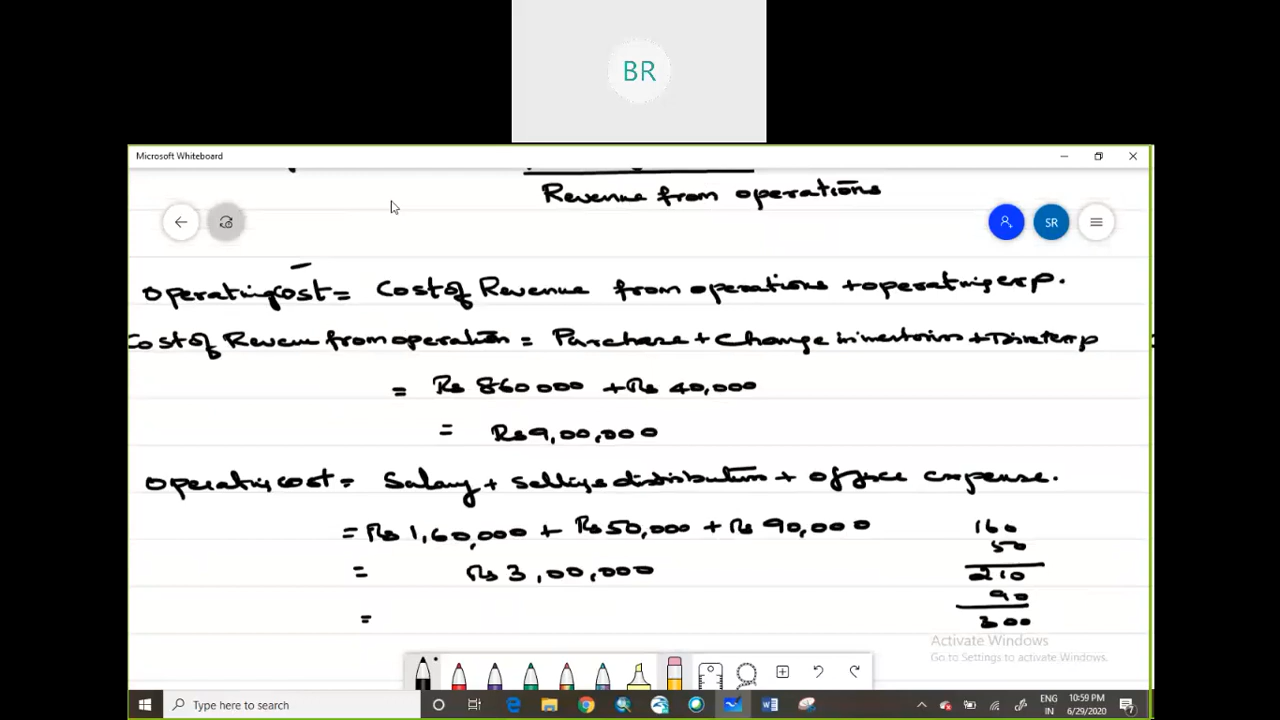 BR
Microsoft Whiteboard
Revenue from operations
SR
Operating cost = Cost of Revenue from operations + operating exp.
Cost of Revenue from operation = Purchase + Change in inventories + Direct exp
= Rs 860000 + Rs 40,000
= Rs 9,00,000
Operating cost = Salary + Selling & distribution + office expense.
= Rs 1,60,000 + Rs 50,000 + Rs 90,000
= Rs 3,00,000
=
160
50
210
90
300
Activate Windows
Go to Settings to activate Windows.
Type here to search
ENG
IN
10:59 PM
6/29/2020
7